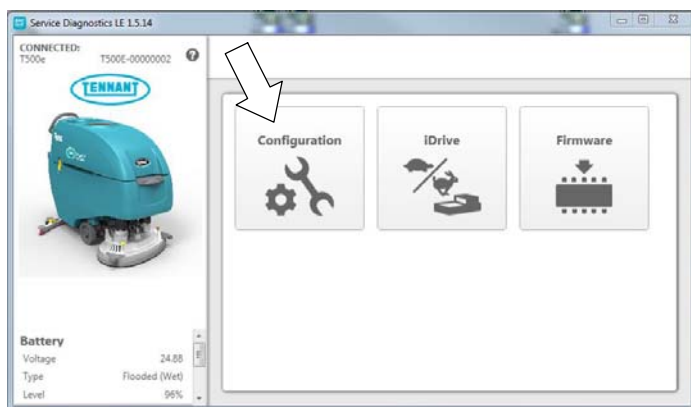 Service Diagnostics LE 1.5.14
CONNECTED:
T500e T500E-00000002 ?
TENNANT
Configuration iDrive Firmware
Battery
Voltage 24.88
Type Flooded (Wet)
Level 96%